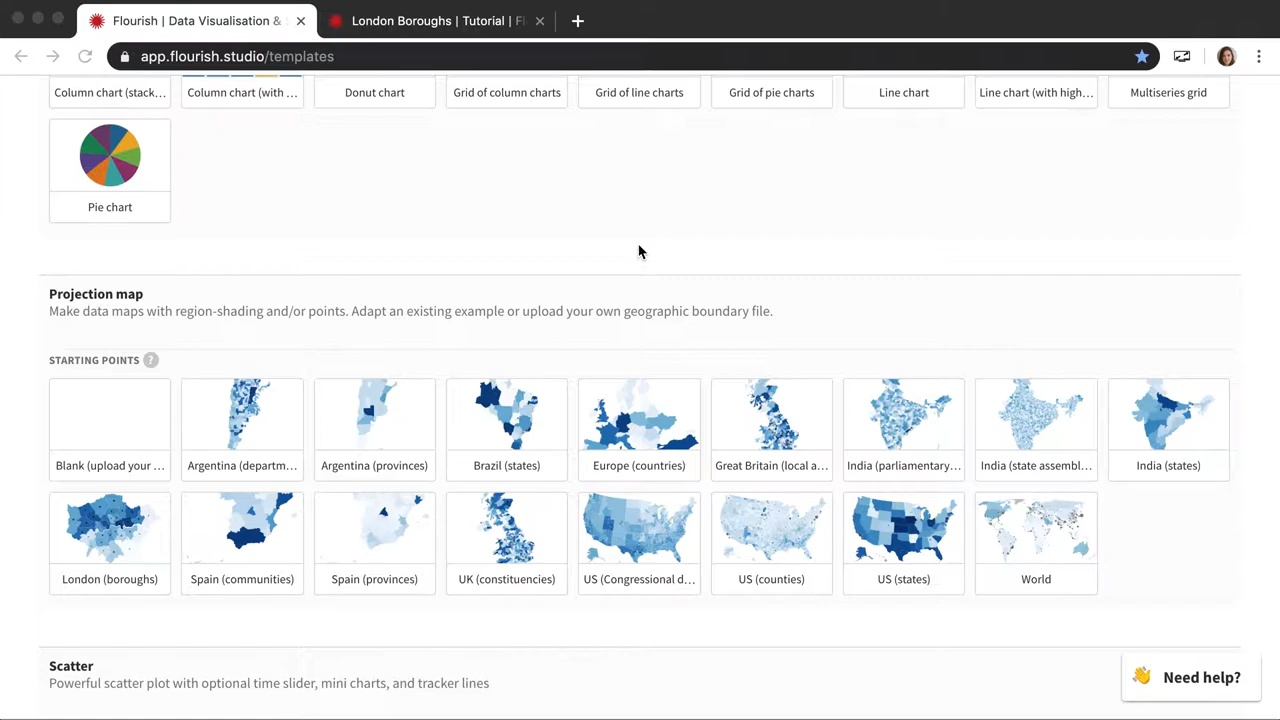 Flourish | Data Visualisation &
London Boroughs | Tutorial |
app.flourish.studio/templates
Column chart (stack...
Column chart (with ...
Donut chart
Grid of column charts
Grid of line charts
Grid of pie charts
Line chart
Line chart (with high...
Multiseries grid
Pie chart
Projection map
Make data maps with region-shading and/or points. Adapt an existing example or upload your own geographic boundary file.
STARTING POINTS ?
Blank (upload your ...
Argentina (departm...
Argentina (provinces)
Brazil (states)
Europe (countries)
Great Britain (local a...
India (parliamentary...
India (state assembl...
India (states)
London (boroughs)
Spain (communities)
Spain (provinces)
UK (constituencies)
US (Congressional d...
US (counties)
US (states)
World
Scatter
Powerful scatter plot with optional time slider, mini charts, and tracker lines
Need help?